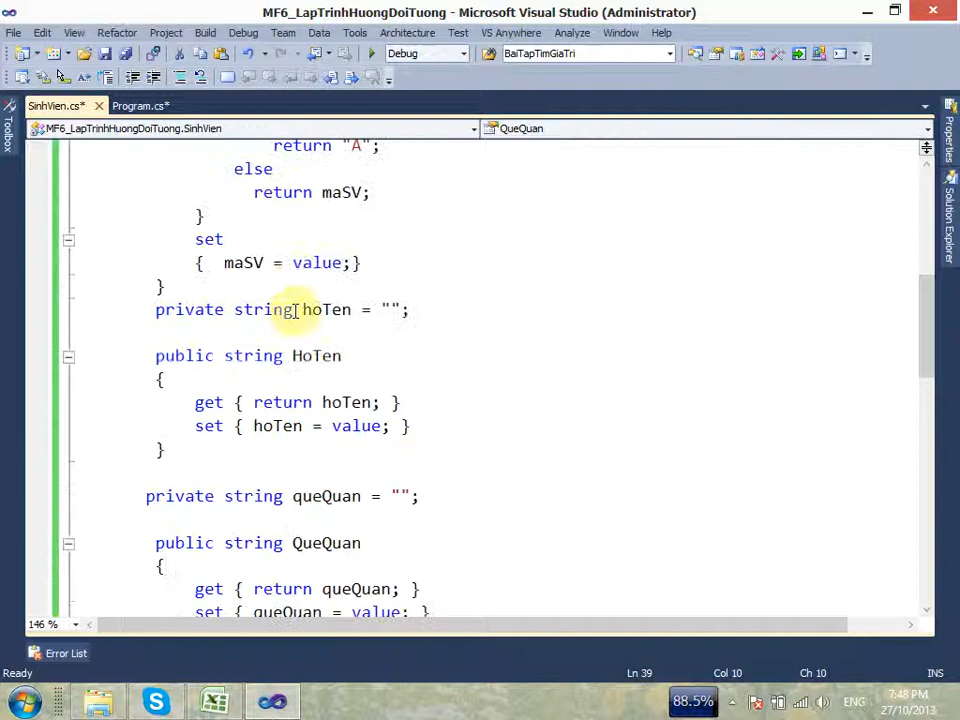 MF6_LapTrinhHuongDoiTuong - Microsoft Visual Studio (Administrator)
File Edit View Refactor Project Build Debug Team Data Tools Architecture Test VS Anywhere Analyze Window Help
Debug BaiTapTimGiaTri
SinhVien.cs* Program.cs*
MF6_LapTrinhHuongDoiTuong.SinhVien QueQuan
Toolbox
Properties
Solution Explorer
return "A";
else
return maSV;
}
set
{ maSV = value;}
}
private string hoTen = "";
public string HoTen
{
get { return hoTen; }
set { hoTen = value; }
}
private string queQuan = "";
public string QueQuan
{
get { return queQuan; }
set { queQuan = value; }
146 %
Error List
Ready Ln 39 Col 10 Ch 10 INS
88.5% ENG 7:48 PM
27/10/2013